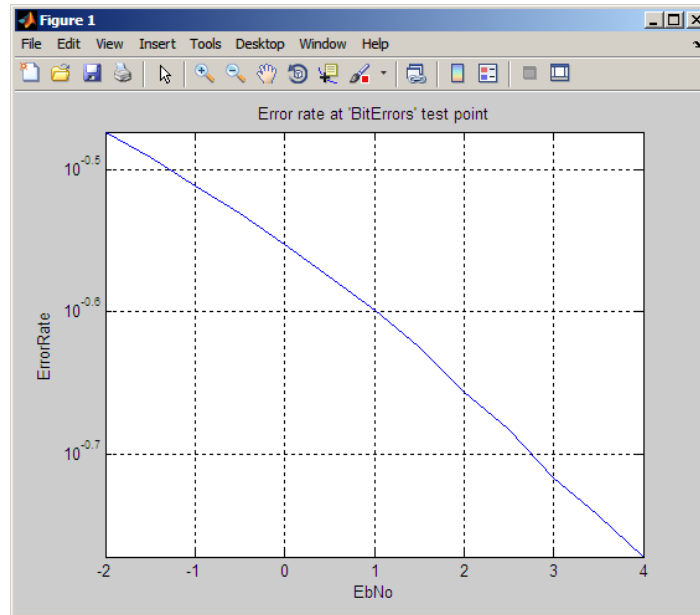 Figure 1
File Edit View Insert Tools Desktop Window Help
Error rate at 'BitErrors' test point
10^-0.5
10^-0.6
10^-0.7
ErrorRate
-2 -1 0 1 2 3 4
EbNo